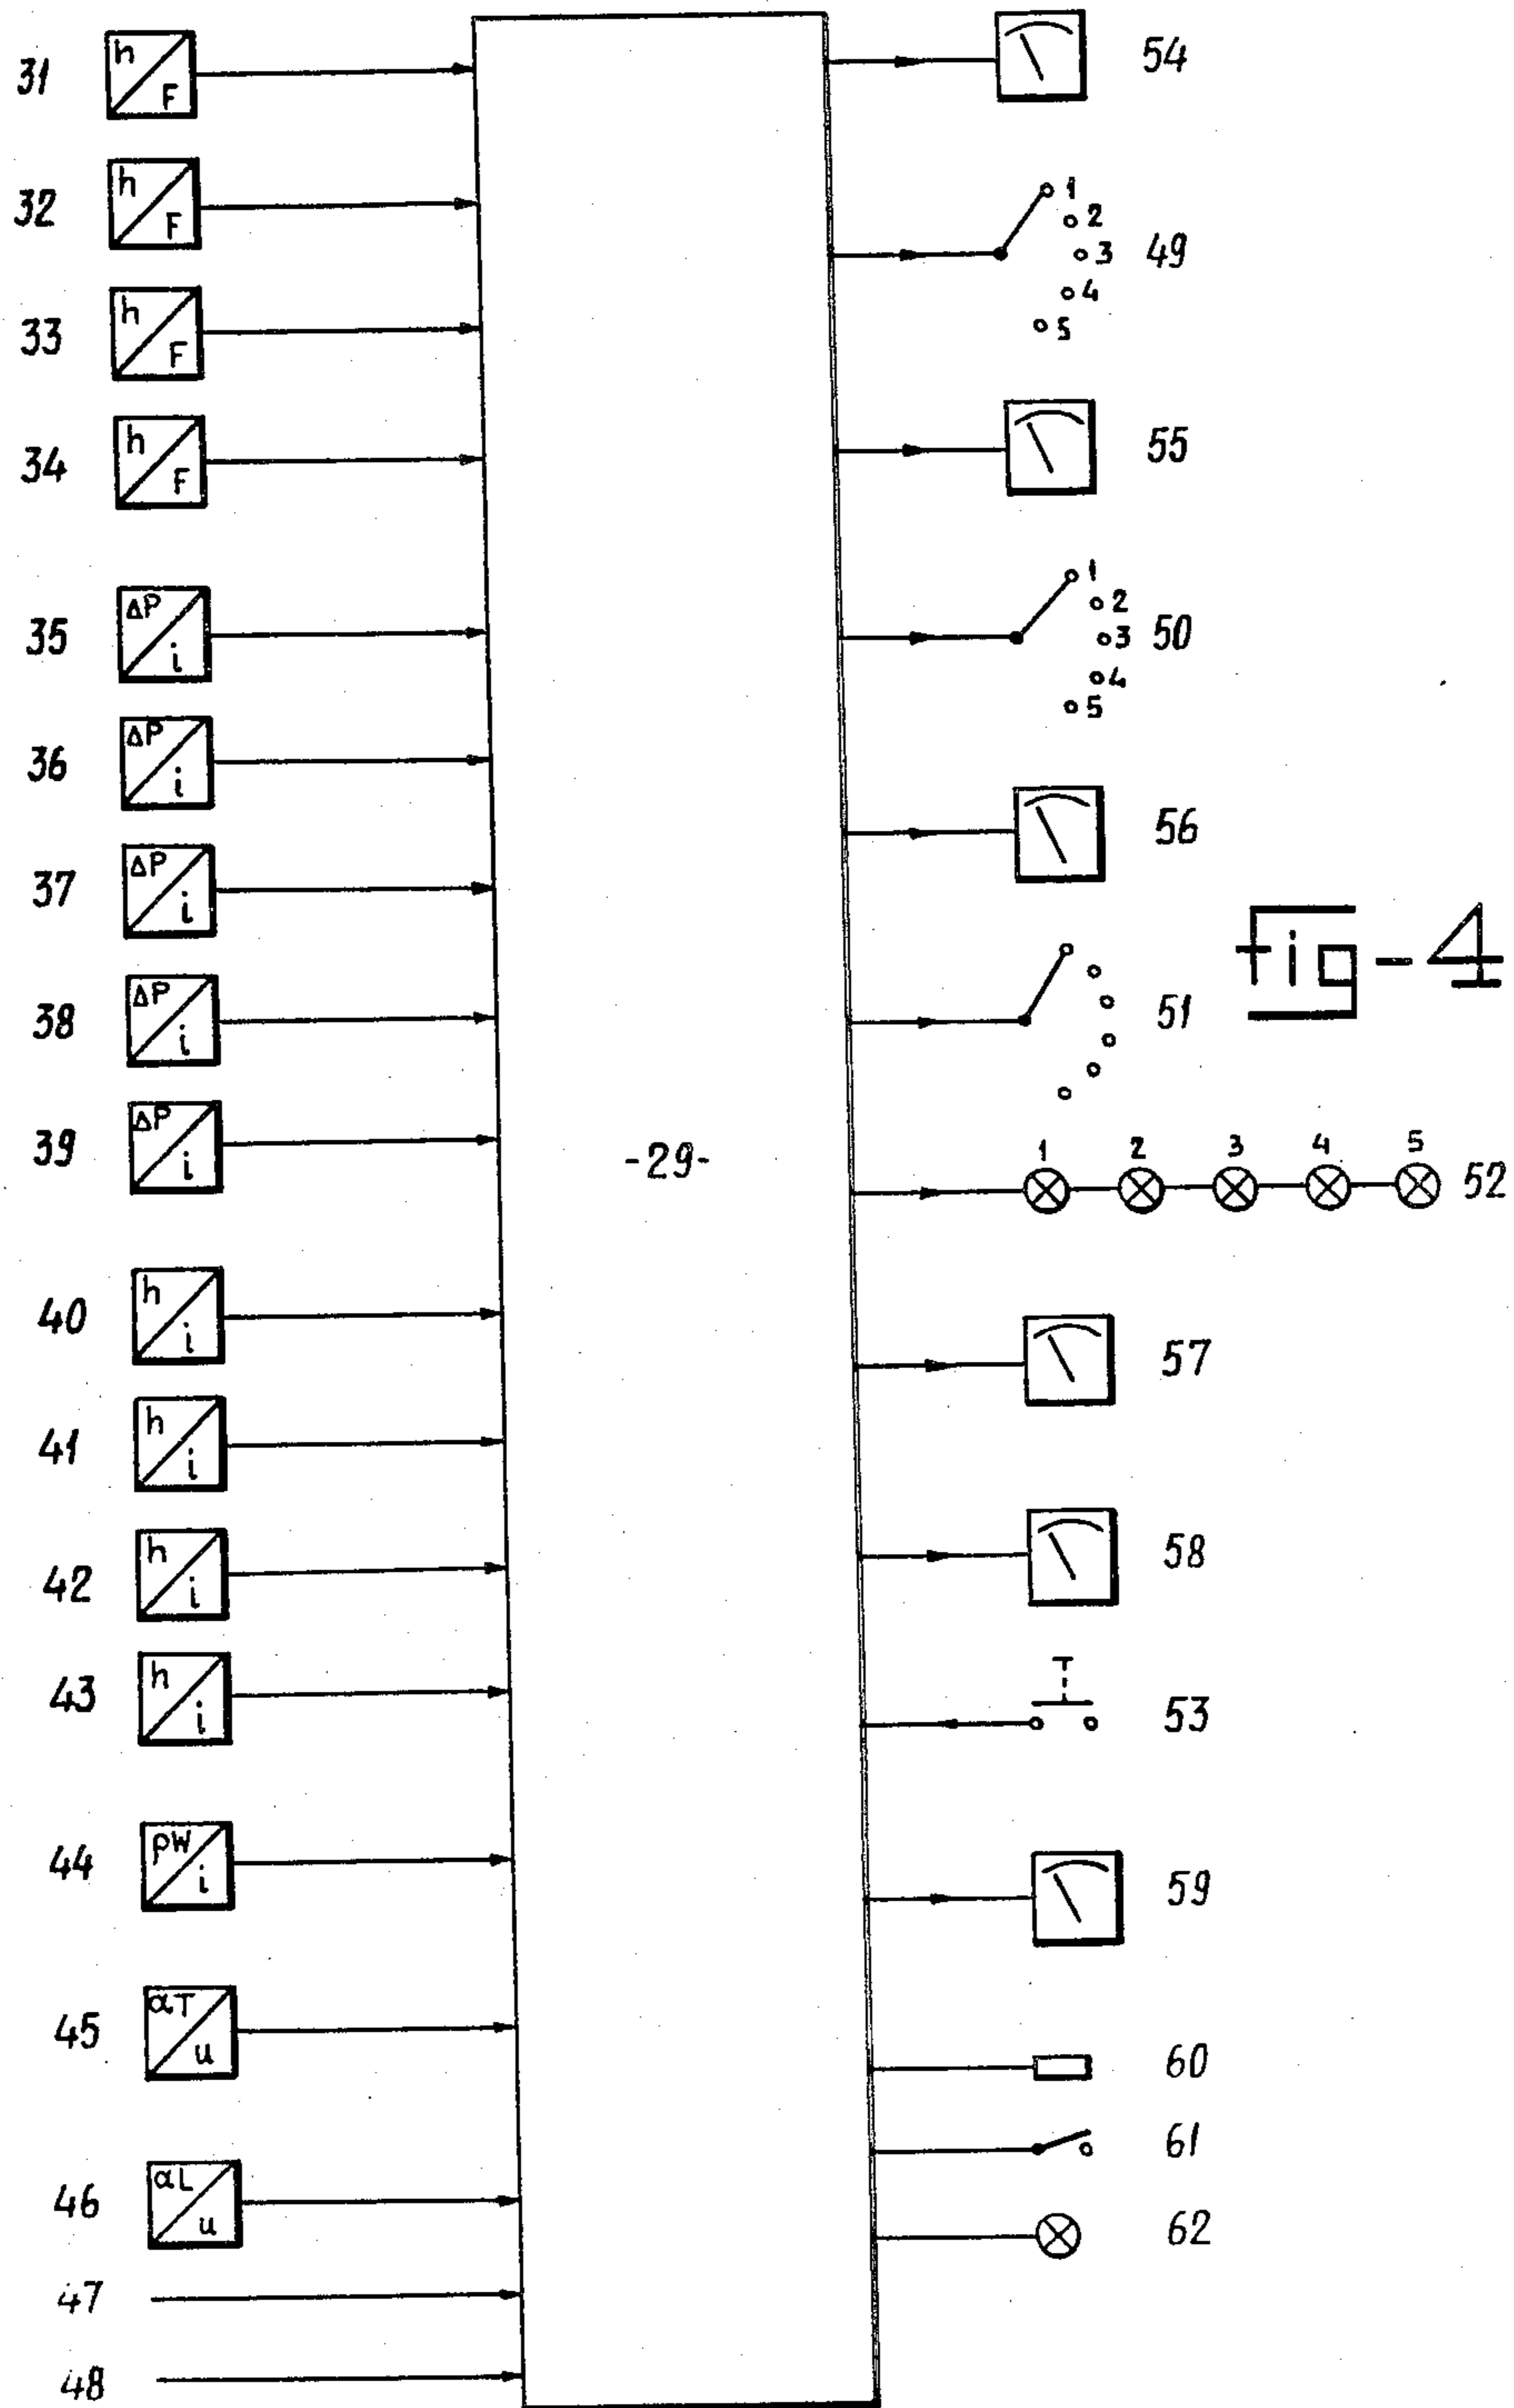 31 h F
32 h F
33 h F
34 h F
35 ΔP i
36 ΔP i
37 ΔP i
38 ΔP i
39 ΔP i
40 h i
41 h i
42 h i
43 h i
44 ρW i
45 αT u
46 αL u
47
48
-29-
54
1 2 3 4 5 49
55
1 2 3 4 5 50
56
51
1 2 3 4 5 52
57
58
53
59
60
61
62
fig-4